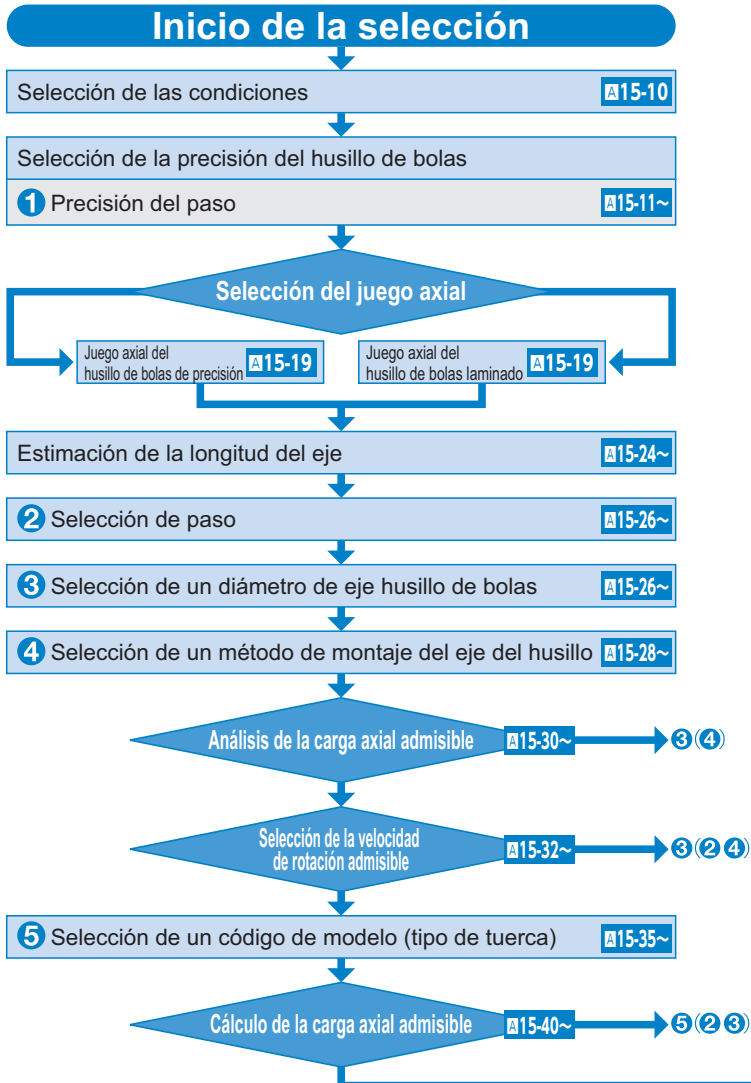 Inicio de la selección
Selección de las condiciones A15-10
Selección de la precisión del husillo de bolas
1 Precisión del paso A15-11~
Selección del juego axial
Juego axial del
husillo de bolas de precisión A15-19
Juego axial del
husillo de bolas laminado A15-19
Estimación de la longitud del eje A15-24~
2 Selección de paso A15-26~
3 Selección de un diámetro de eje husillo de bolas A15-26~
4 Selección de un método de montaje del eje del husillo A15-28~
Análisis de la carga axial admisible A15-30~ 3(4)
Selección de la velocidad
de rotación admisible A15-32~ 3(2 4)
5 Selección de un código de modelo (tipo de tuerca) A15-35~
Cálculo de la carga axial admisible A15-40~ 5(2 3)